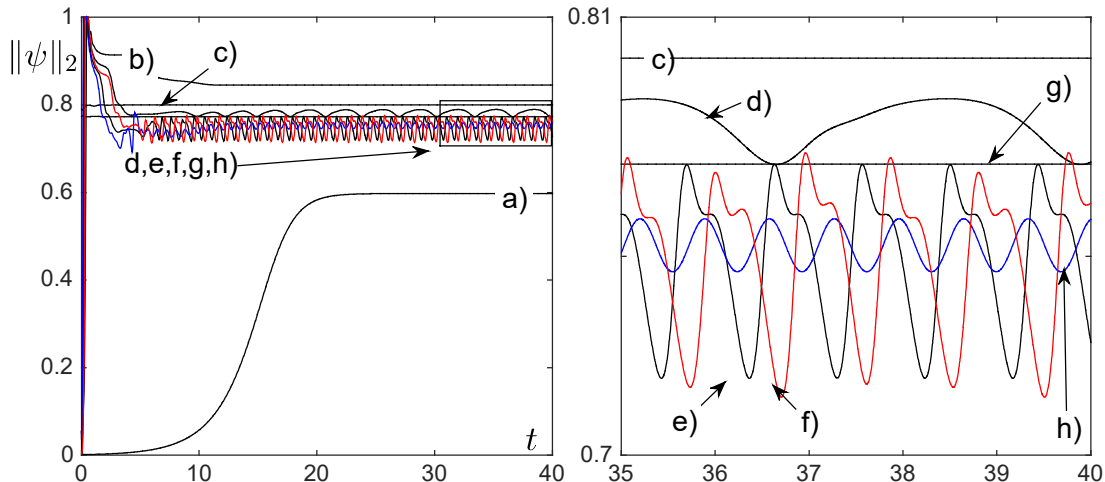 1
‖ψ‖₂
b)
c)
0.8
d,e,f,g,h)
0.6
a)
0.4
0.2
t
0
0 10 20 30 40
0.81
c)
d)
g)
e)
f)
h)
0.7
35 36 37 38 39 40